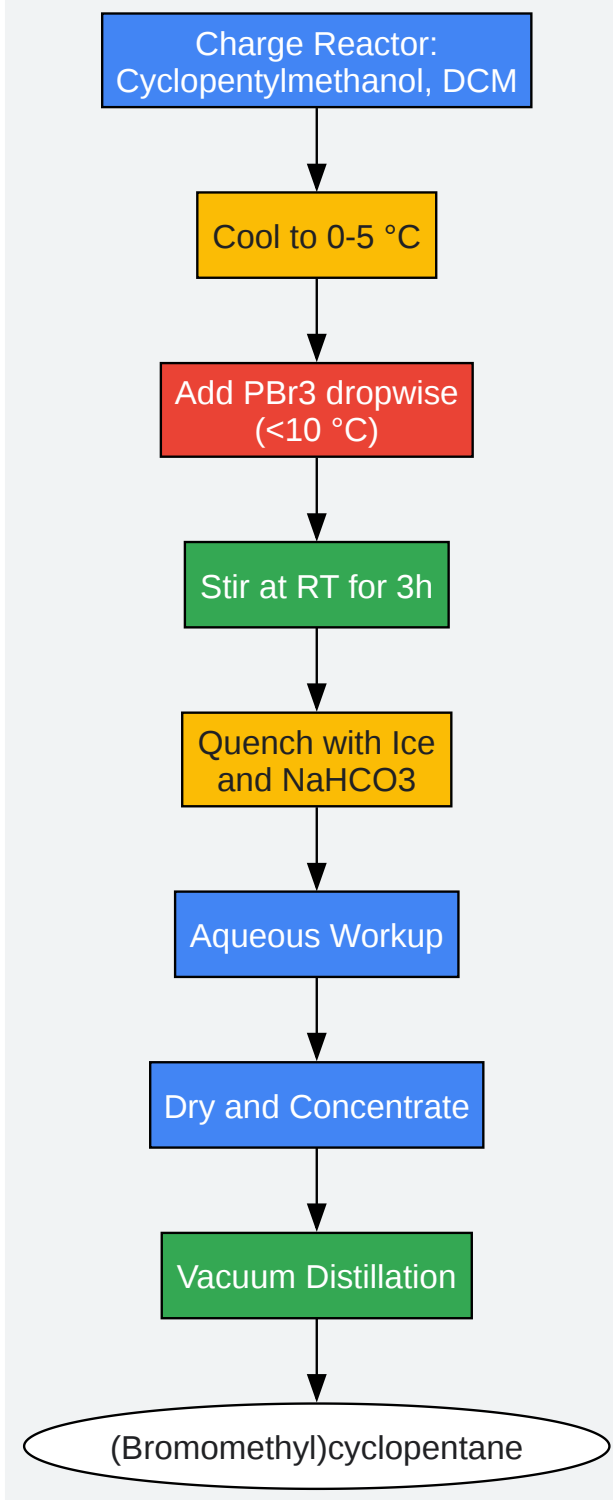 Charge Reactor:
Cyclopentylmethanol, DCM
Cool to 0-5 °C
Add PBr3 dropwise
(<10 °C)
Stir at RT for 3h
Quench with Ice
and NaHCO3
Aqueous Workup
Dry and Concentrate
Vacuum Distillation
(Bromomethyl)cyclopentane